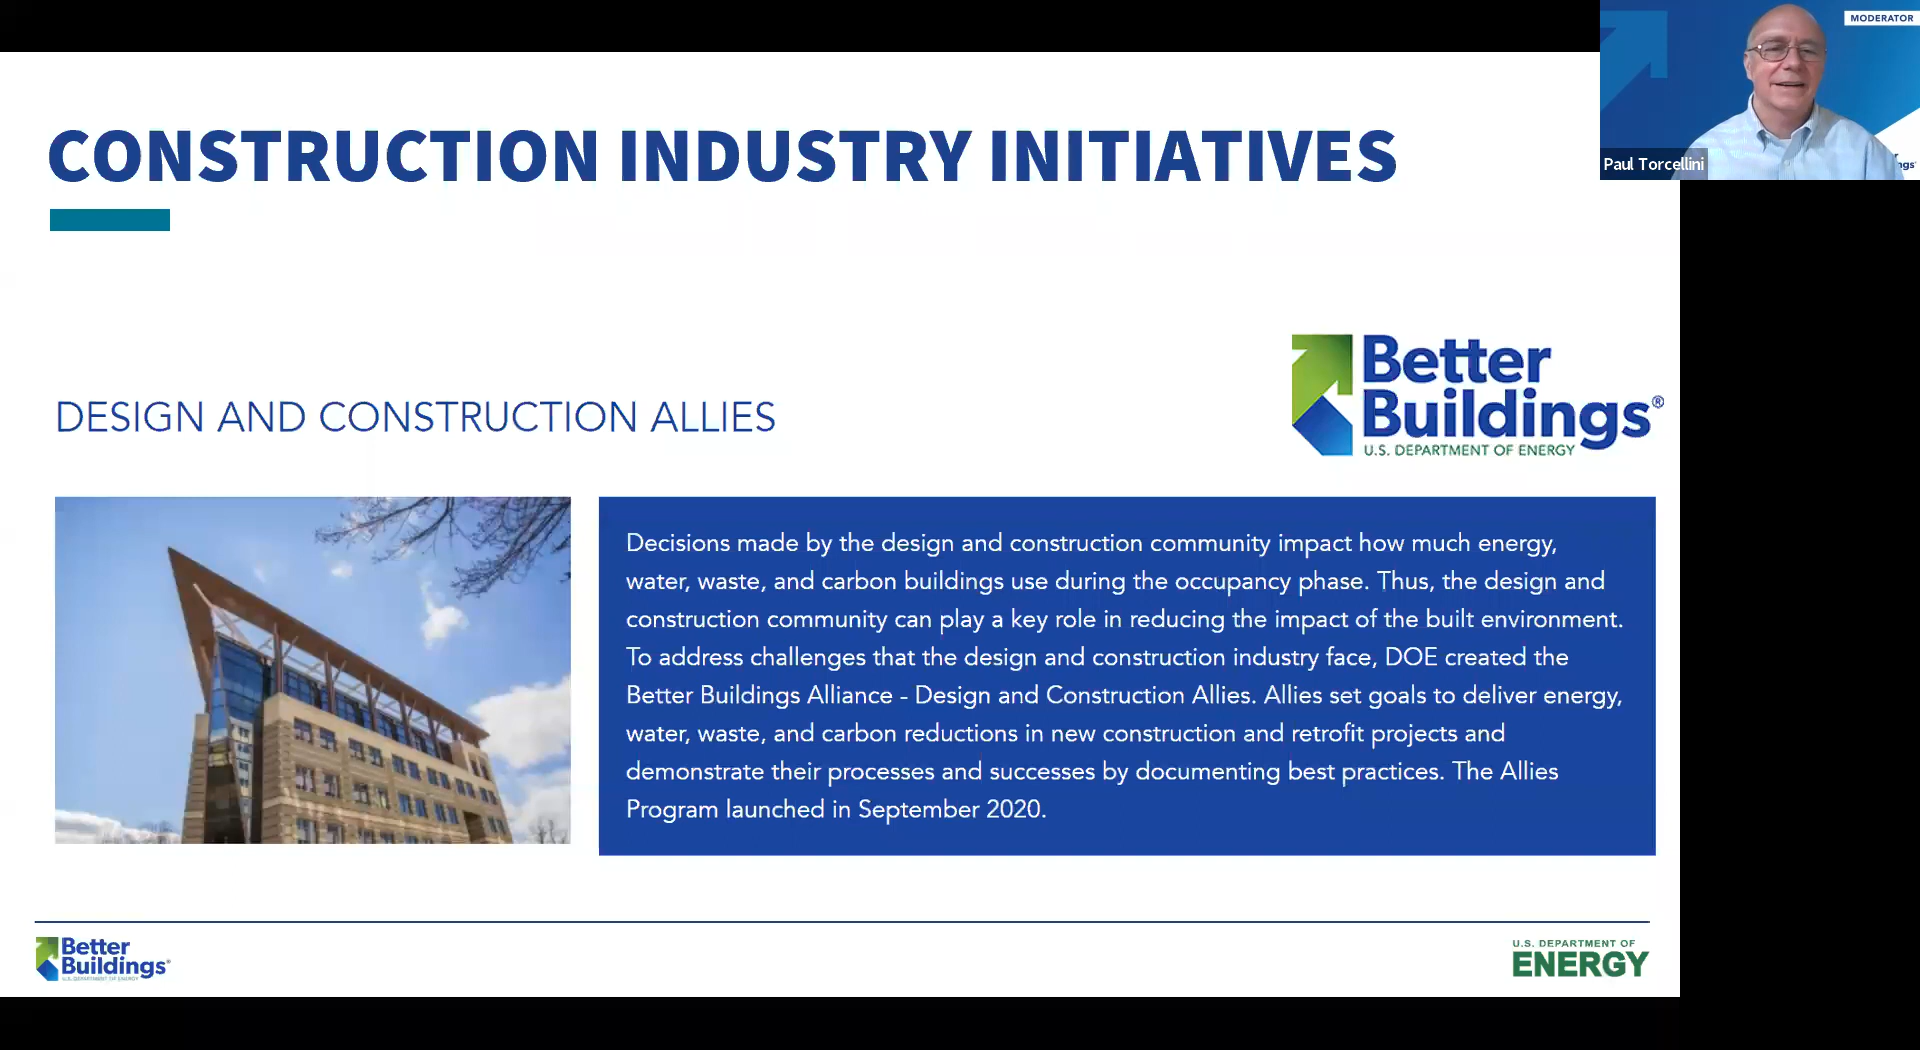 MODERATOR
Paul Torcellini
CONSTRUCTION INDUSTRY INITIATIVES
Better
Buildings®
U.S. DEPARTMENT OF ENERGY
DESIGN AND CONSTRUCTION ALLIES
Decisions made by the design and construction community impact how much energy,
water, waste, and carbon buildings use during the occupancy phase. Thus, the design and
construction community can play a key role in reducing the impact of the built environment.
To address challenges that the design and construction industry face, DOE created the
Better Buildings Alliance - Design and Construction Allies. Allies set goals to deliver energy,
water, waste, and carbon reductions in new construction and retrofit projects and
demonstrate their processes and successes by documenting best practices. The Allies
Program launched in September 2020.
Better
Buildings®
U.S. DEPARTMENT OF ENERGY
U.S. DEPARTMENT OF
ENERGY